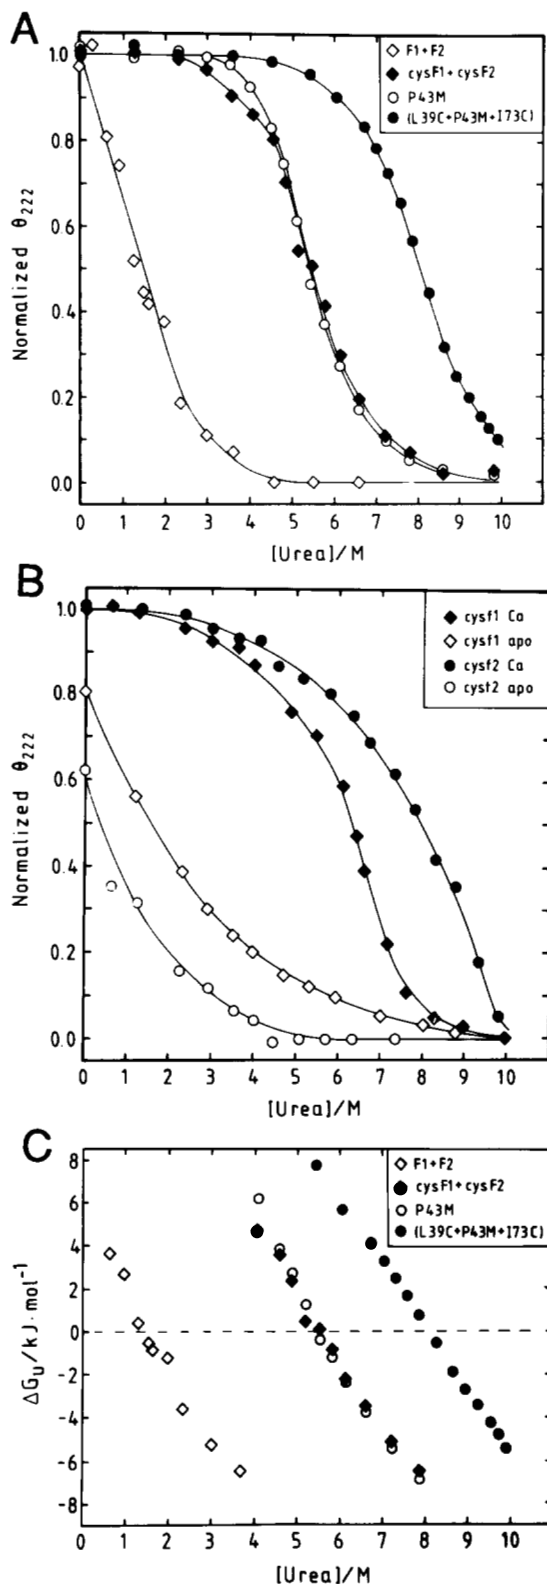 A
F1+F2
cysF1+cysF2
P43M
(L39C+P43M+I73C)
1.0
0.8
0.6
0.4
0.2
0.0
Normalized θ222
0 1 2 3 4 5 6 7 8 9 10
[Urea]/M
B
cysf1 Ca
cysf1 apo
cysf2 Ca
cysf2 apo
1.0
0.8
0.6
0.4
0.2
0.0
Normalized θ222
0 1 2 3 4 5 6 7 8 9 10
[Urea]/M
C
F1+F2
cysF1+cysF2
P43M
(L39C+P43M+I73C)
8
6
4
2
0
-2
-4
-6
-8
ΔGU/kJ·mol⁻¹
0 1 2 3 4 5 6 7 8 9 10
[Urea]/M